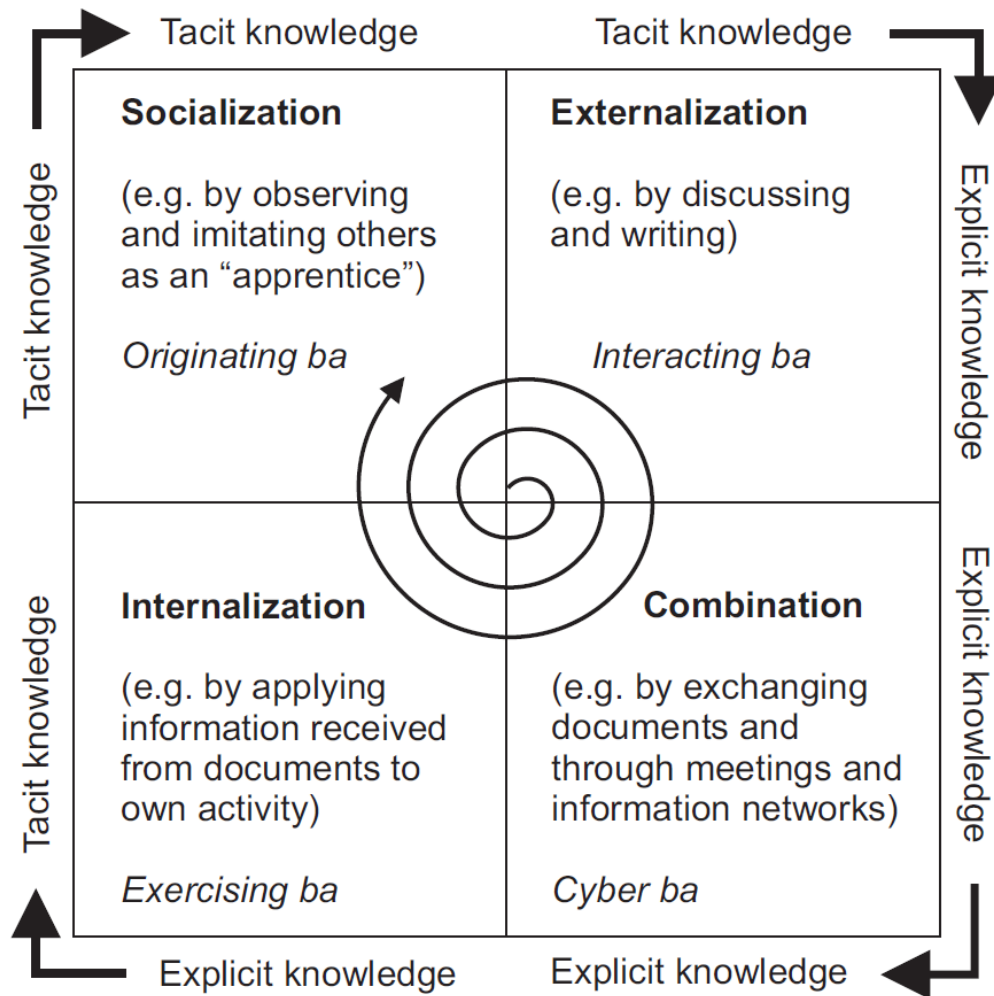 Tacit knowledge
Tacit knowledge
Tacit knowledge
Socialization
(e.g. by observing
and imitating others
as an “apprentice”)
Originating ba
Externalization
(e.g. by discussing
and writing)
Interacting ba
Explicit knowledge
Tacit knowledge
Internalization
(e.g. by applying
information received
from documents to
own activity)
Exercising ba
Combination
(e.g. by exchanging
documents and
through meetings and
information networks)
Cyber ba
Explicit knowledge
Explicit knowledge
Explicit knowledge